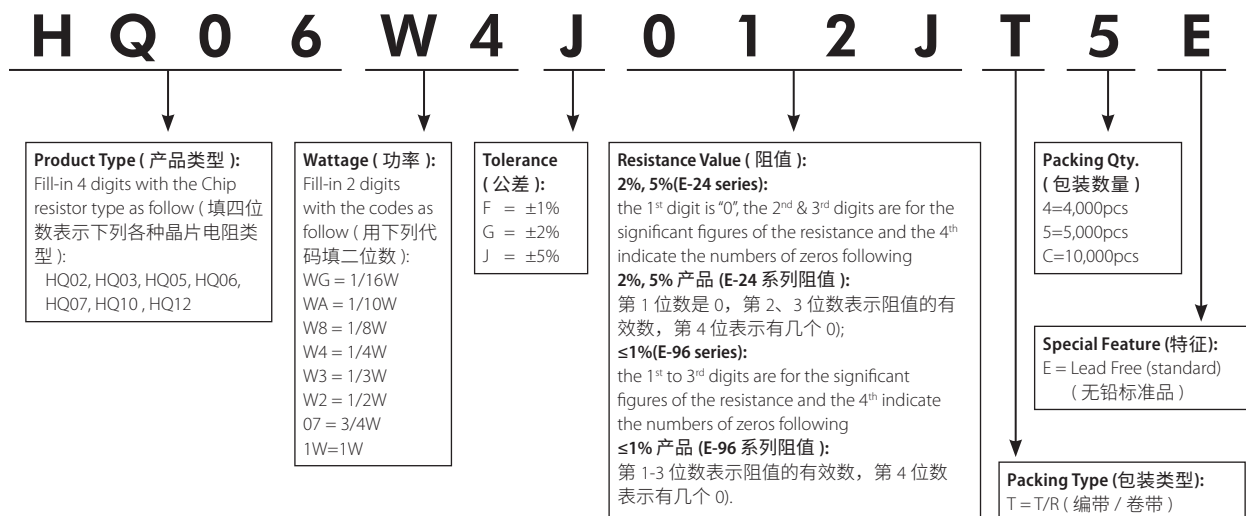 H Q 0 6 W 4 J 0 1 2 J T 5 E
Product Type ( 产品类型 ):
Fill-in 4 digits with the Chip
resistor type as follow ( 填四位
数表示下列各种晶片电阻类
型 ):
HQ02, HQ03, HQ05, HQ06,
HQ07, HQ10 , HQ12
Wattage ( 功率 ):
Fill-in 2 digits
with the codes as
follow ( 用下列代
码填二位数 ):
WG = 1/16W
WA = 1/10W
W8 = 1/8W
W4 = 1/4W
W3 = 1/3W
W2 = 1/2W
07 = 3/4W
1W=1W
Tolerance
( 公差 ):
F = ±1%
G = ±2%
J = ±5%
Resistance Value ( 阻值 ):
2%, 5%(E-24 series):
the 1st digit is "0", the 2nd & 3rd digits are for the
significant figures of the resistance and the 4th
indicate the numbers of zeros following
2%, 5% 产品 (E-24 系列阻值 ):
第 1 位数是 0，第 2、3 位数表示阻值的有
效数，第 4 位表示有几个 0);
≤1%(E-96 series):
the 1st to 3rd digits are for the significant
figures of the resistance and the 4th indicate
the numbers of zeros following
≤1% 产品 (E-96 系列阻值 ):
第 1-3 位数表示阻值的有效数，第 4 位数
表示有几个 0).
Packing Qty.
( 包装数量 )
4=4,000pcs
5=5,000pcs
C=10,000pcs
Special Feature (特征):
E = Lead Free (standard)
( 无铅标准品 )
Packing Type (包装类型):
T = T/R ( 编带 / 卷带 )